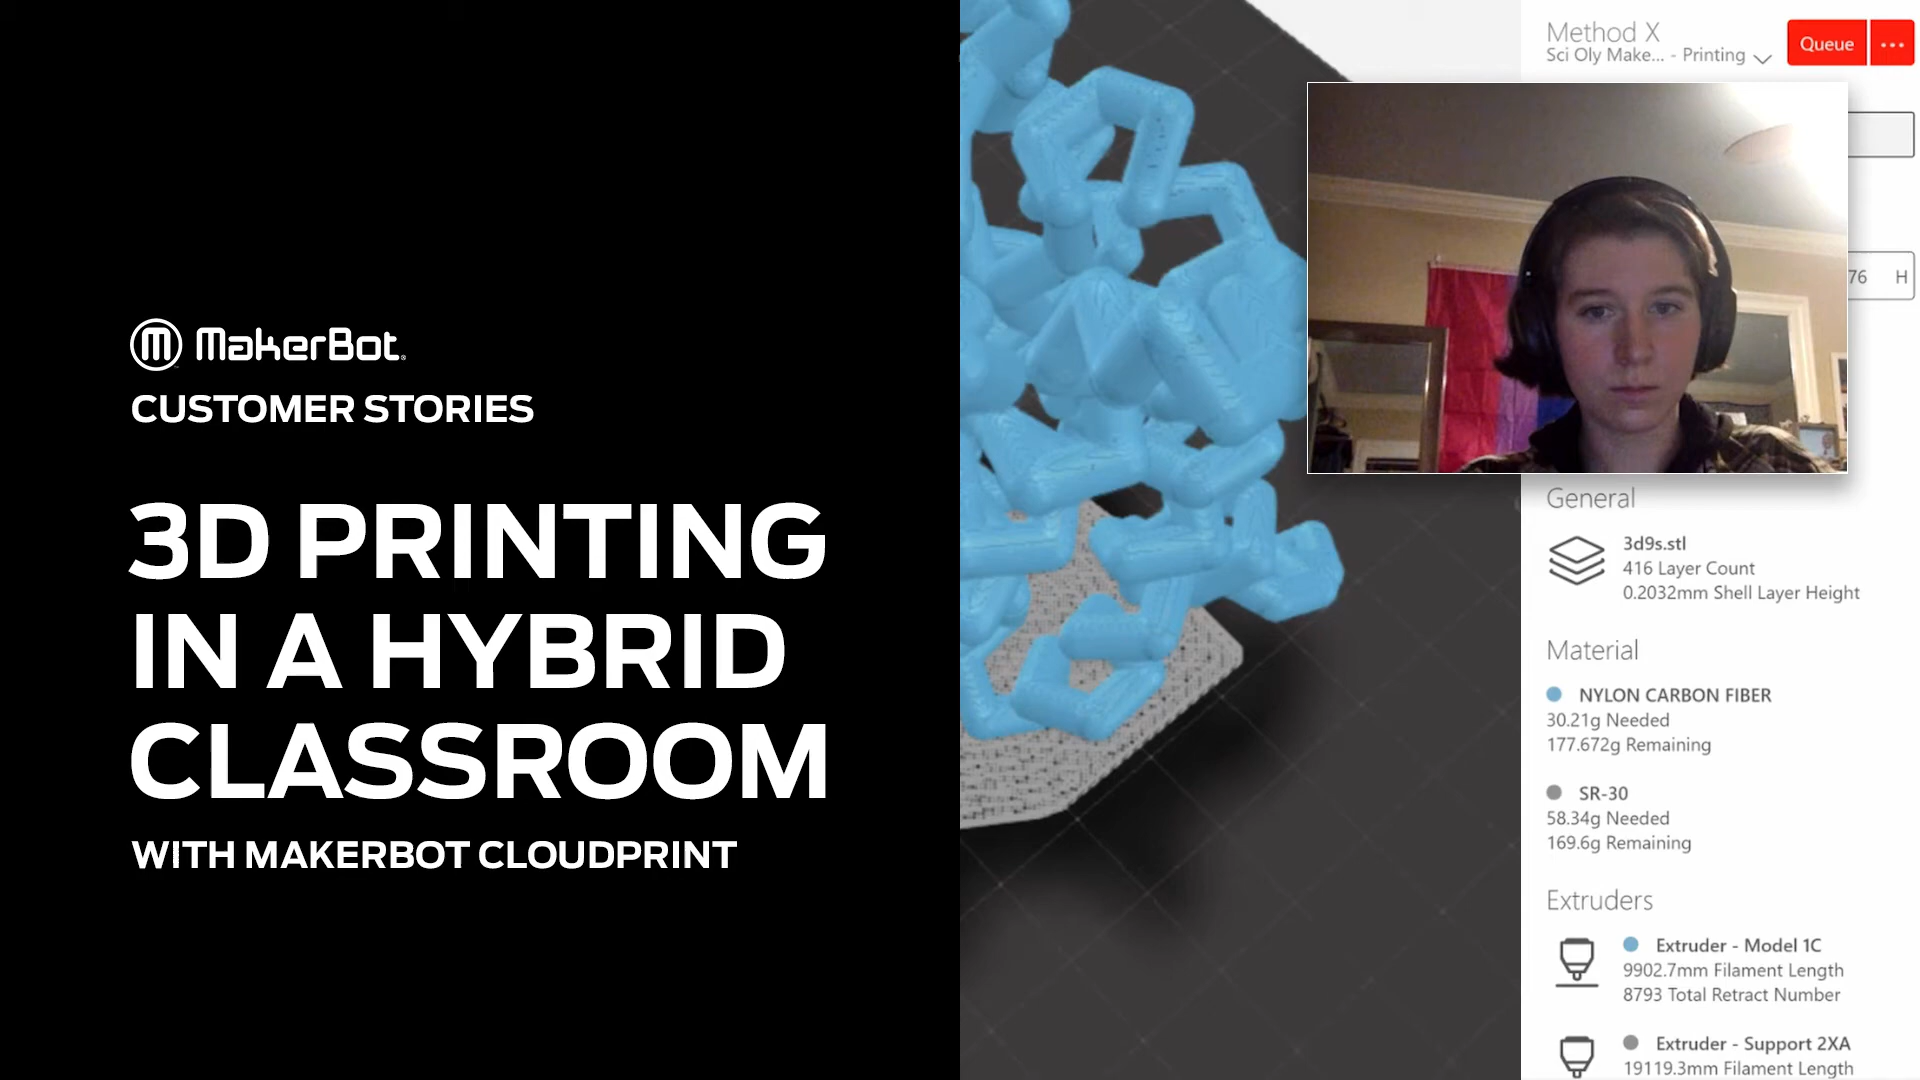 MakerBot
CUSTOMER STORIES
3D PRINTING
IN A HYBRID
CLASSROOM
WITH MAKERBOT CLOUDPRINT
Method X
Sci Oly Make... - Printing
Queue
76 H
General
3d9s.stl
416 Layer Count
0.2032mm Shell Layer Height
Material
NYLON CARBON FIBER
30.21g Needed
177.672g Remaining
SR-30
58.34g Needed
169.6g Remaining
Extruders
Extruder - Model 1C
9902.7mm Filament Length
8793 Total Retract Number
Extruder - Support 2XA
19119.3mm Filament Length